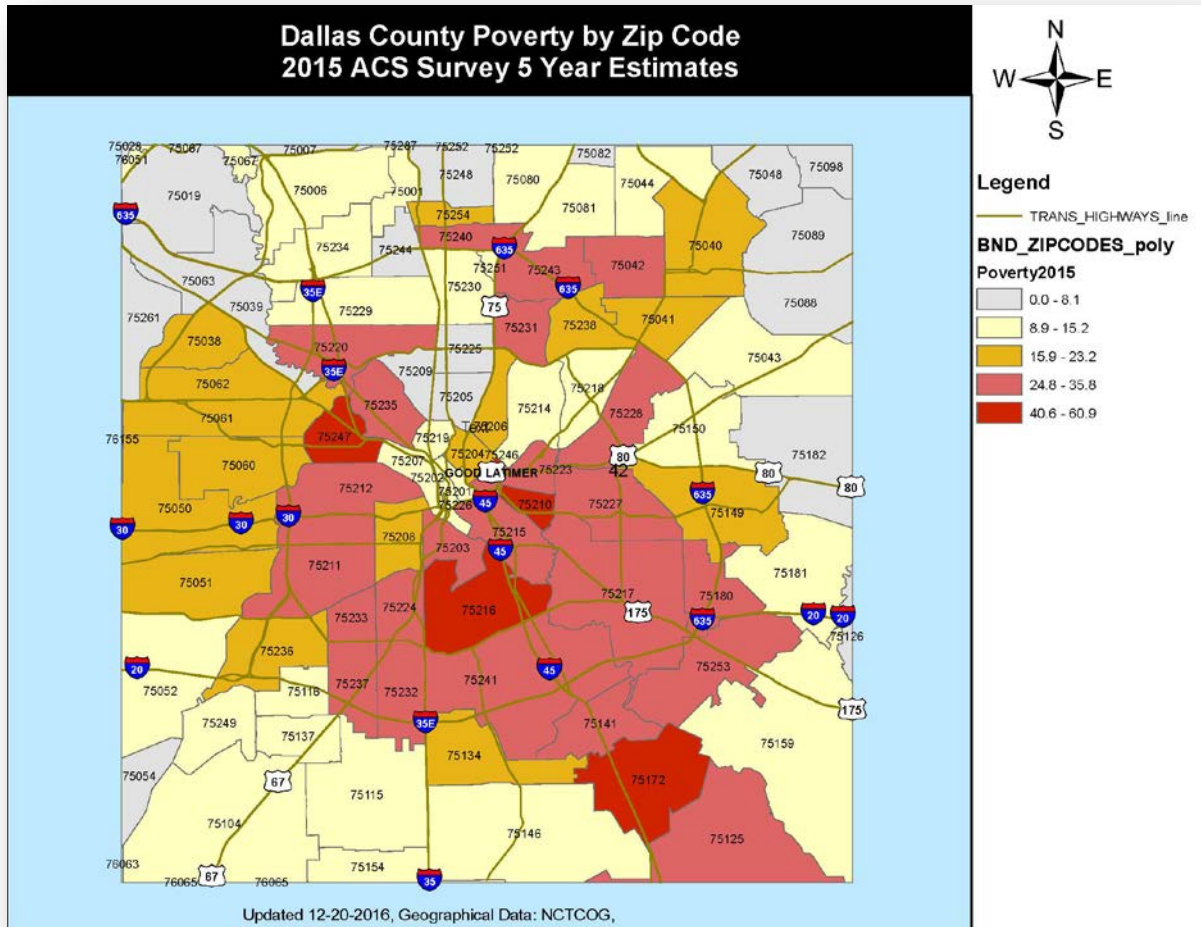 Dallas County Poverty by Zip Code
2015 ACS Survey 5 Year Estimates
N
W E
S
Legend
TRANS_HIGHWAYS_line
BND_ZIPCODES_poly
Poverty2015
0.0 - 8.1
8.9 - 15.2
15.9 - 23.2
24.8 - 35.8
40.6 - 60.9
75028 75067 75007 75287 75252 75252 75082 75098
76051 75067 75248 75080 75044 75048
75019 75006 75001 75081
635 75254 75089
75234 75240 75040
75244 635 75243 75042
75063 75251 635
35E 75230
75039 75229 75 75088
75261 75231 75238 75041
75038 75220 75225 75043
35E 75209
75062 75205 75218
75235 75214 75228
75061 75206 75150
76155 75247 75219 Text 75182
75060 75207 75204 75246 80
75202 GOOD LATIMER 75223 42 80 80
75212 75201 635
75050 30 30 30 75226 45 75210 75227 75149
75208 75215
75203 45
75211 75181
75051 75224 75216 75217 75180
75233 175 635 20 20
75236 75126
20 75237 75232 75241 45 75253
75052 75116
75249 35E 75141 175
75137 75134 75159
75054 67 75172
75115
75104 75146 75125
76063 75154
76065 67 76065 35
Updated 12-20-2016, Geographical Data: NCTCOG,